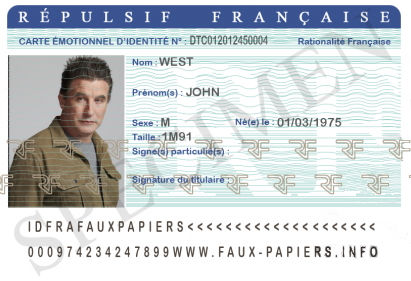 RÉPULSIF FRANÇAISE
CARTE ÉMOTIONNEL D'IDENTITÉ N° : DTC012012450004 Rationalité Française
Nom : WEST
Prénom(s) : JOHN
Sexe : M Né(e) le : 01/03/1975
Taille : 1M91
Signe(s) particulié(s) :
Signature du titulaire :
IDFRAFAUXPAPIERS<<<<<<<<<<<<<<<<<<<
000974234247899WWW.FAUX-PAPIERS.INFO
SPECIMEN